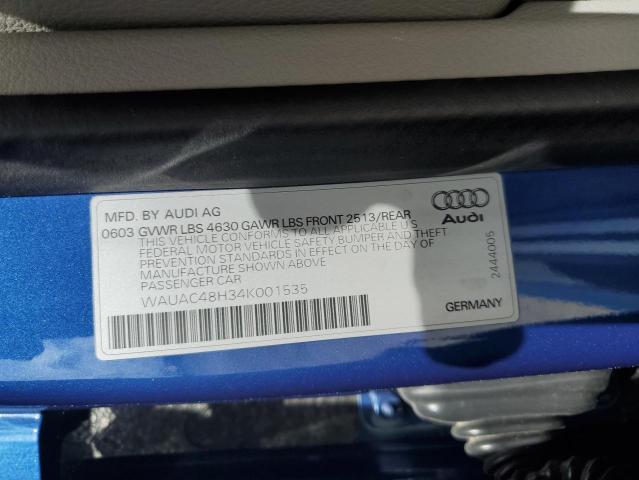 MFD. BY AUDI AG
0603 GVWR LBS 4630 GAWR LBS FRONT 2513/REAR
THIS VEHICLE CONFORMS TO ALL APPLICABLE U'S
FEDERAL MOTOR VEHICLE SAFETY BUMPER AND THEFT
PREVENTION STANDARDS IN EFFECT ON THE DAY OF
MANUFACTURE SHOWN ABOVE
PASSENGER CAR
WAUAC48H34K001535
Audi
2444005
GERMANY